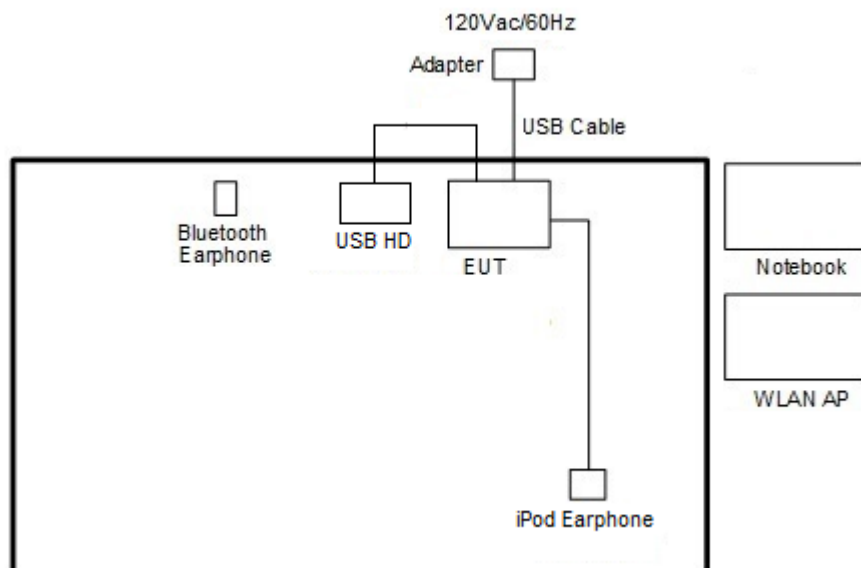 120Vac/60Hz
Adapter
USB Cable
Bluetooth
Earphone
USB HD
EUT
Notebook
WLAN AP
iPod Earphone